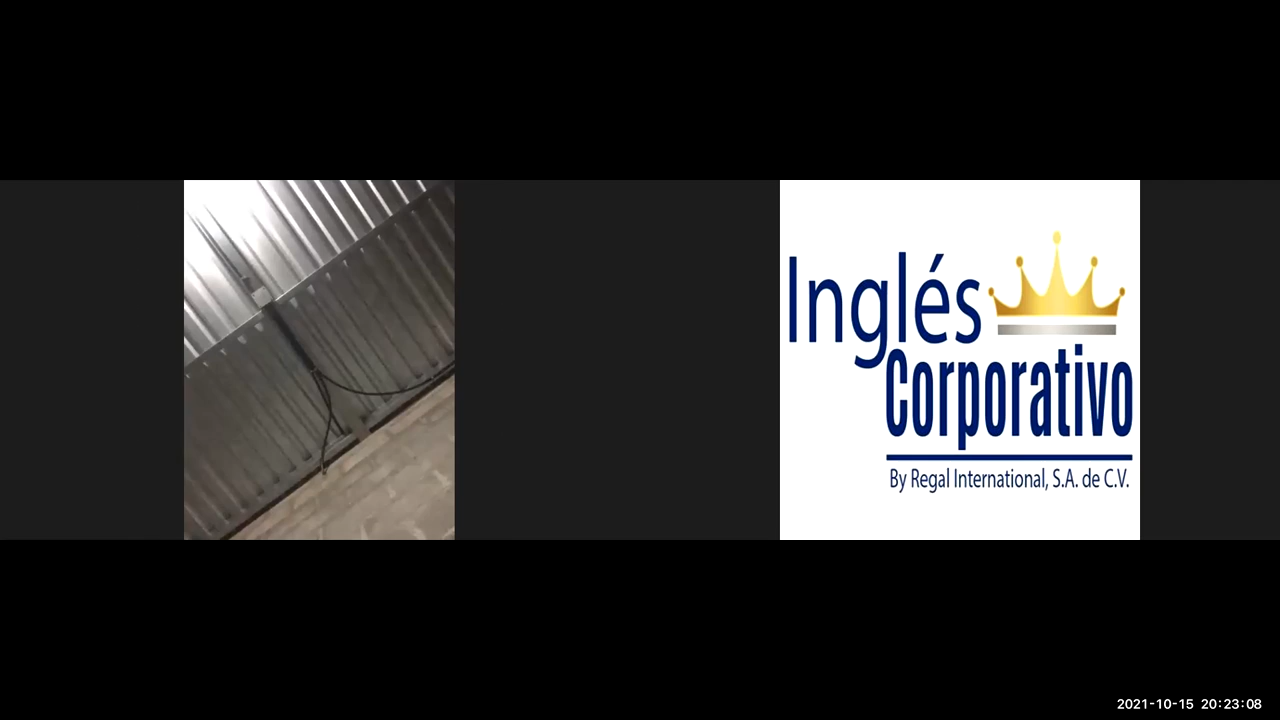 Inglés
Corporativo
By Regal International, S.A. de C.V.
2021-10-15 20:23:08